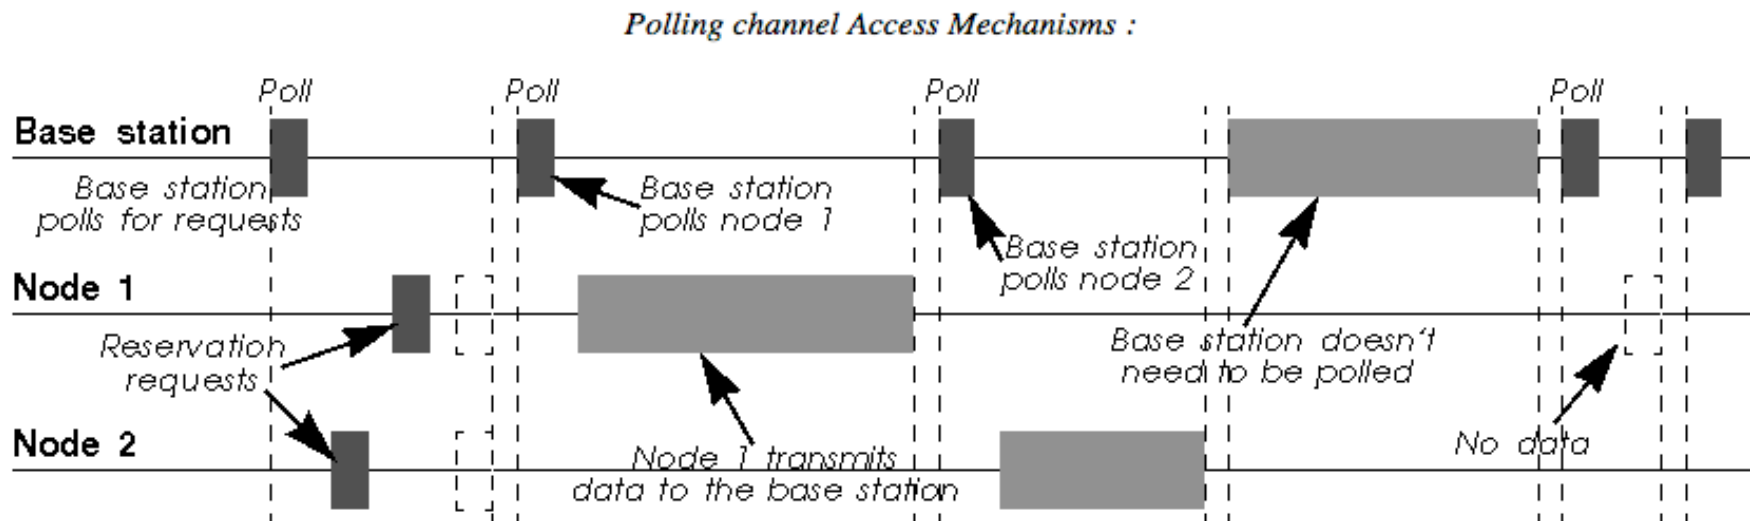 Polling channel Access Mechanisms :
Poll
Poll
Poll
Poll
Base station
Base station
polls for requests
Base station
polls node 1
Base station
polls node 2
Node 1
Reservation
requests
Base station doesn't
need to be polled
Node 2
Node 1 transmits
data to the base station
No data